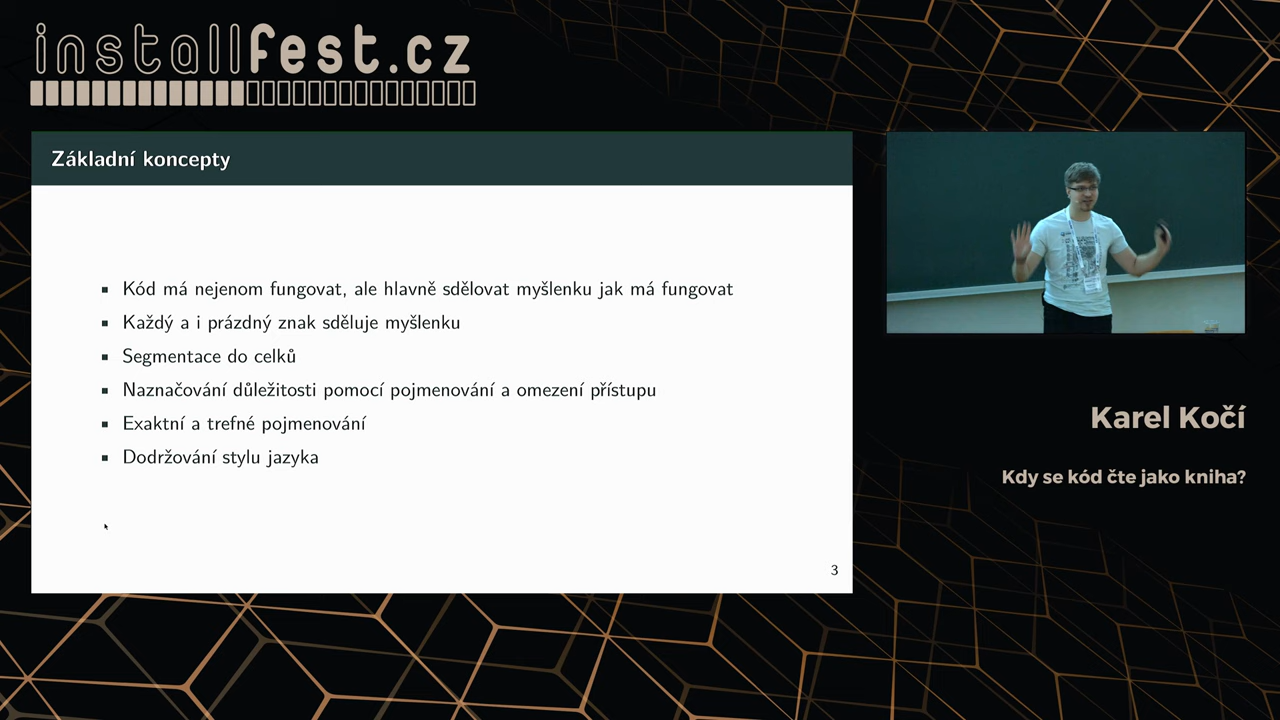 installfest.cz
Základní koncepty
Kód má nejenom fungovat, ale hlavně sdělovat myšlenku jak má fungovat
Každý a i prázdný znak sděluje myšlenku
Segmentace do celků
Naznačování důležitosti pomocí pojmenování a omezení přístupu
Exaktní a trefné pojmenování
Dodržování stylu jazyka
3
Karel Kočí
Kdy se kód čte jako kniha?